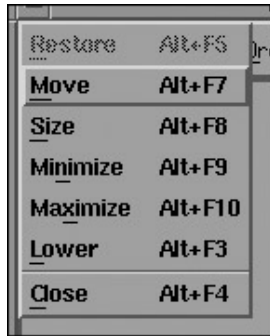 Restore Alt+F5
Move Alt+F7
Size Alt+F8
Minimize Alt+F9
Maximize Alt+F10
Lower Alt+F3
Close Alt+F4